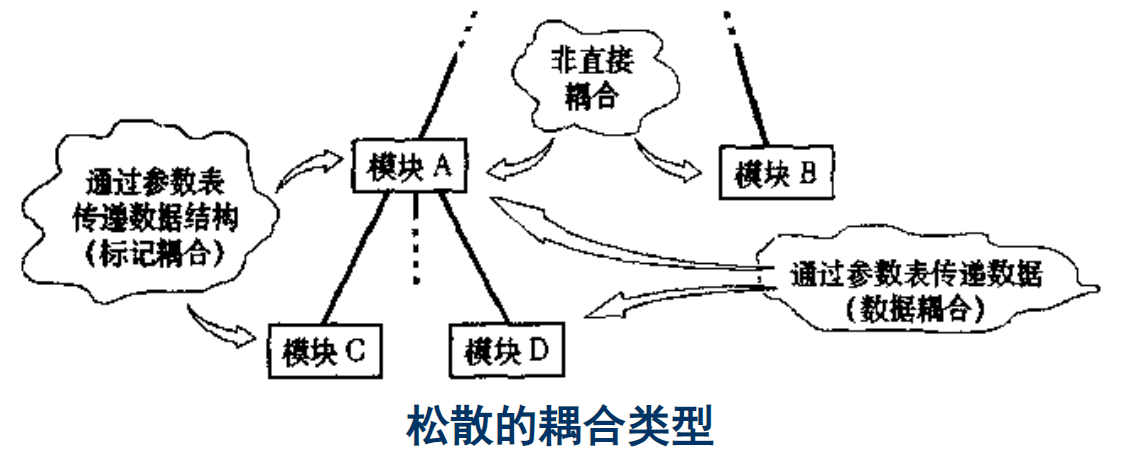 非直接
耦合
模块 A
模块 B
通过参数表
传递数据结构
(标记耦合)
通过参数表传递数据
(数据耦合)
模块 C
模块 D
松散的耦合类型